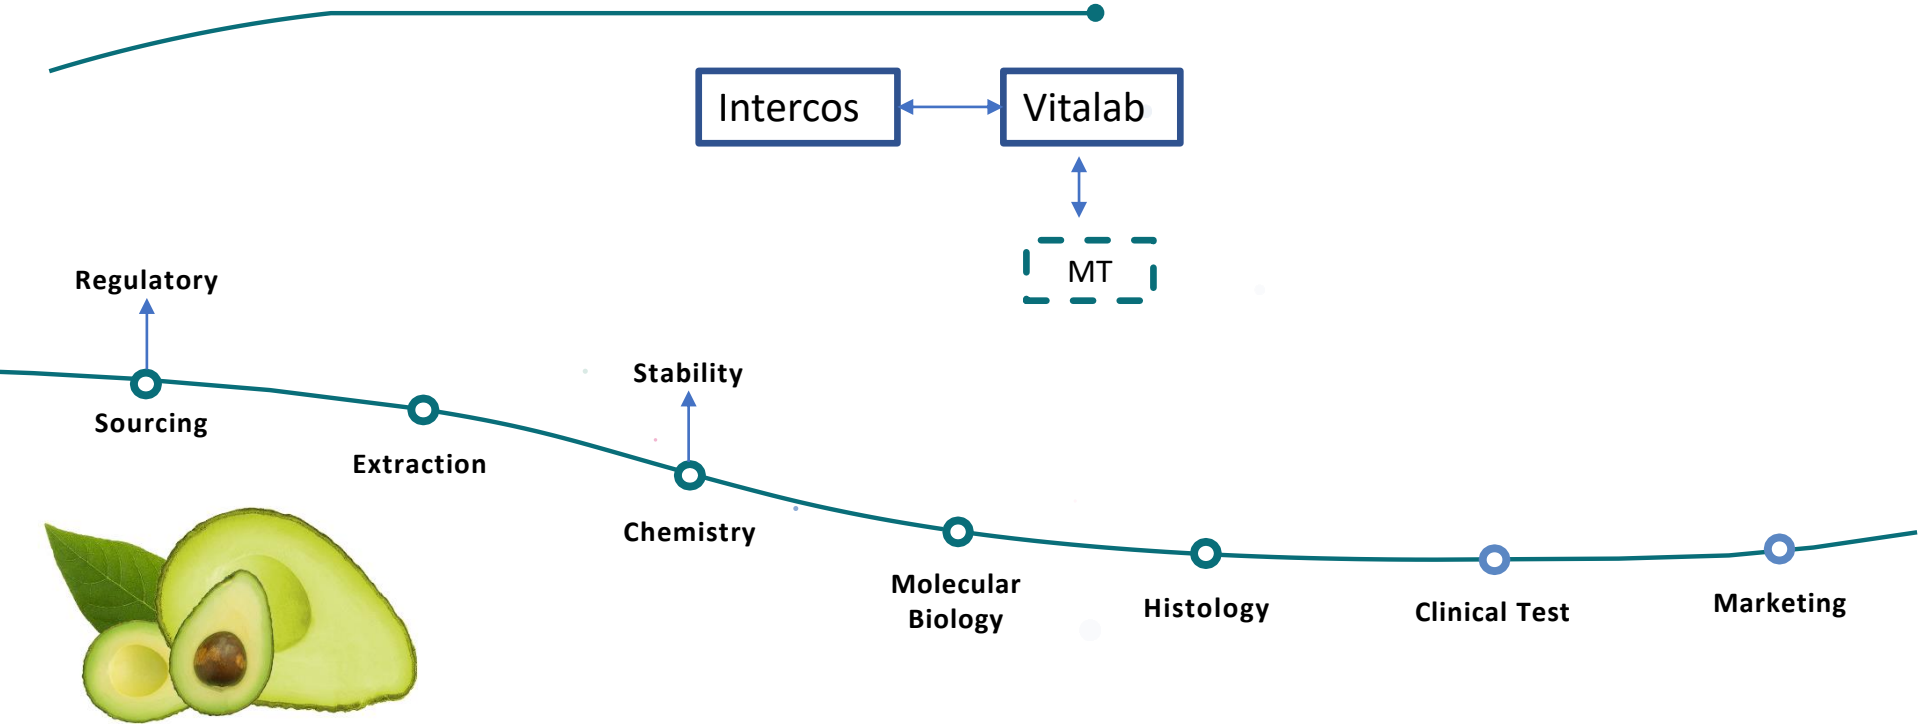 Intercos
Vitalab
MT
Regulatory
Stability
Sourcing
Extraction
Chemistry
Molecular
Biology
Histology
Clinical Test
Marketing